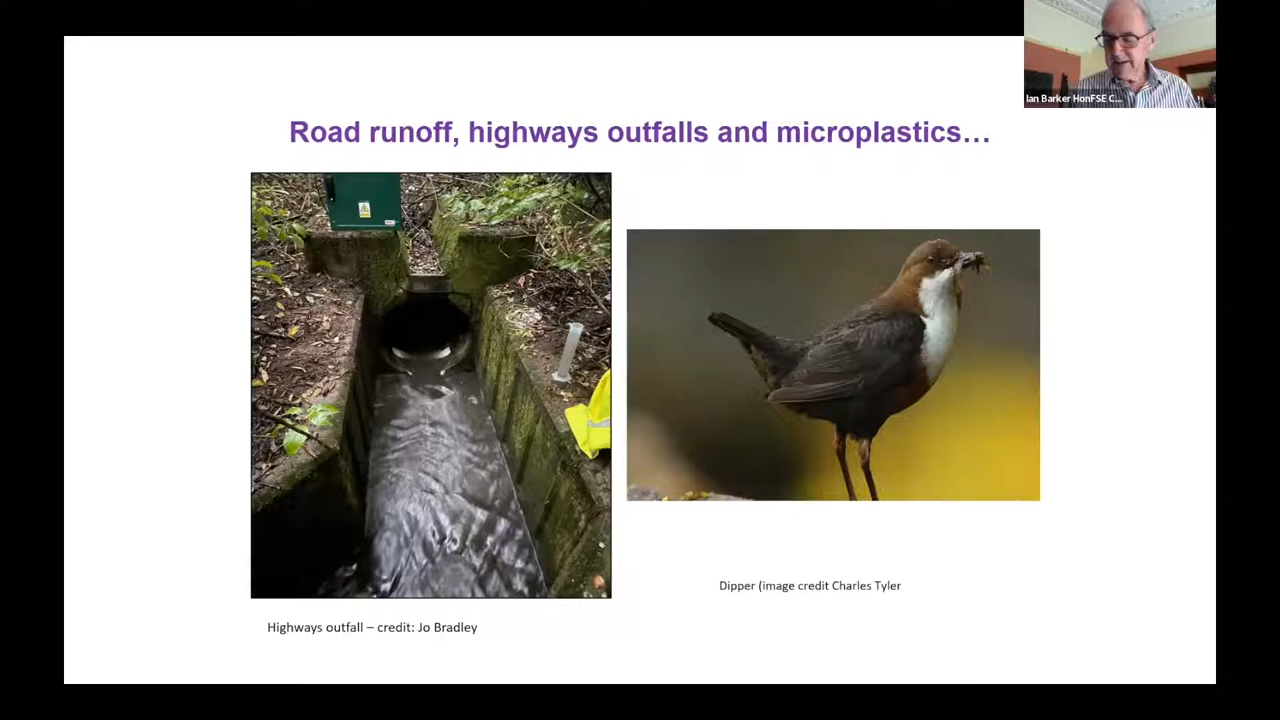 Ian Barker HonFSE C...
Road runoff, highways outfalls and microplastics…
Dipper (image credit Charles Tyler
Highways outfall – credit: Jo Bradley